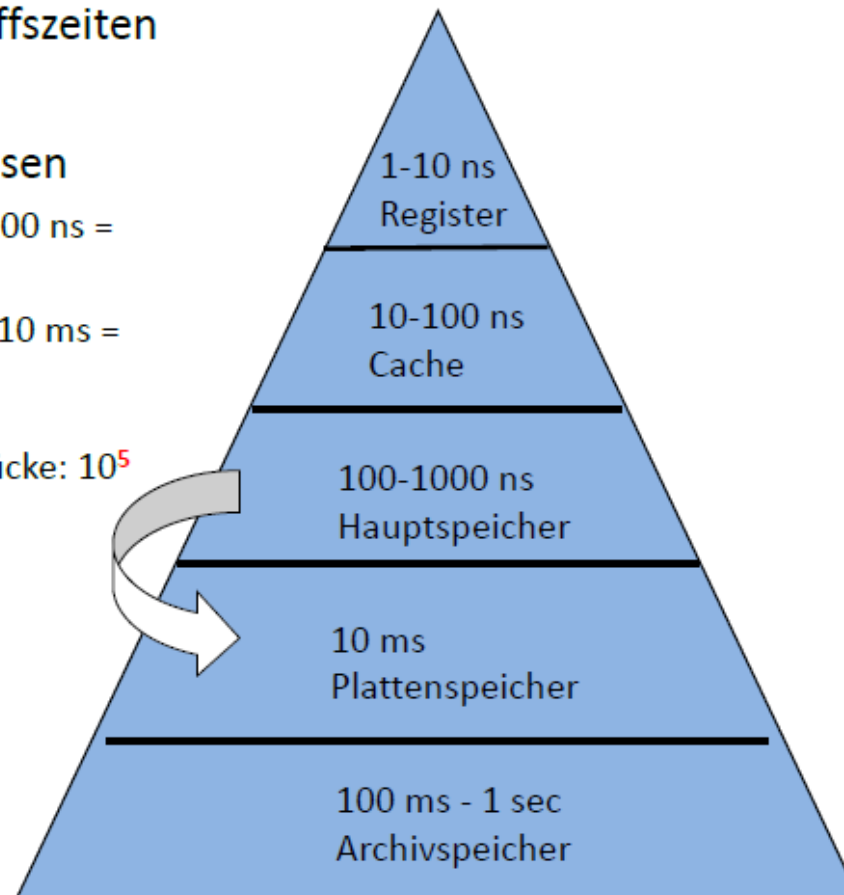 ffszeiten
sen
00 ns =
10 ms =
cke: 10⁵
1-10 ns
Register
10-100 ns
Cache
100-1000 ns
Hauptspeicher
10 ms
Plattenspeicher
100 ms - 1 sec
Archivspeicher